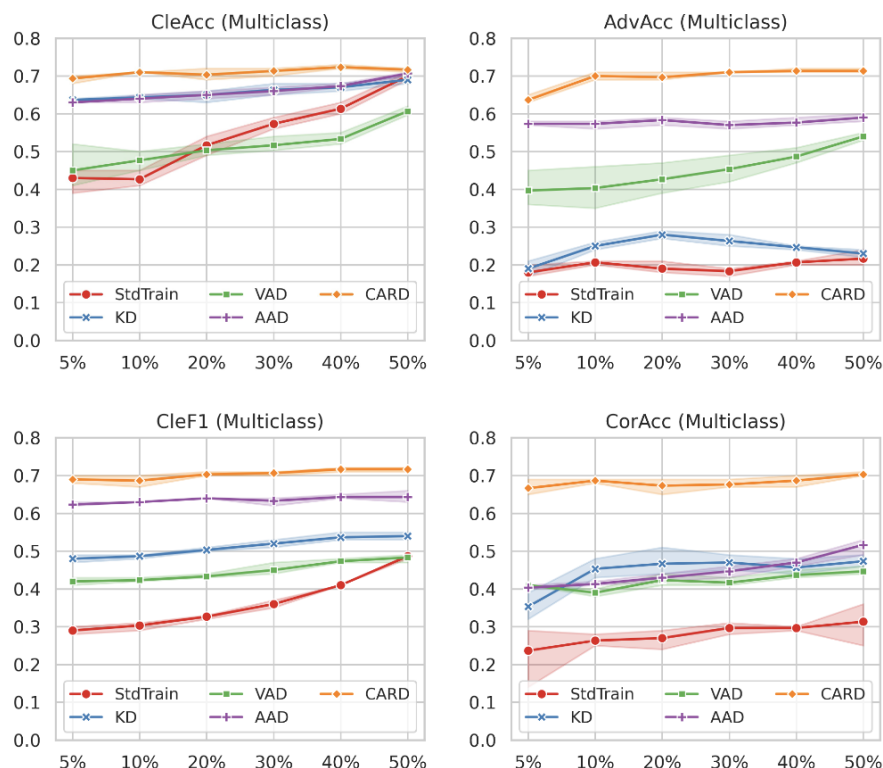 CleAcc (Multiclass)
0.8
0.7
0.6
0.5
0.4
0.3
0.2
0.1
0.0
StdTrain VAD CARD
KD AAD
5% 10% 20% 30% 40% 50%
AdvAcc (Multiclass)
0.8
0.7
0.6
0.5
0.4
0.3
0.2
0.1
0.0
StdTrain VAD CARD
KD AAD
5% 10% 20% 30% 40% 50%
CleF1 (Multiclass)
0.8
0.7
0.6
0.5
0.4
0.3
0.2
0.1
0.0
StdTrain VAD CARD
KD AAD
5% 10% 20% 30% 40% 50%
CorAcc (Multiclass)
0.8
0.7
0.6
0.5
0.4
0.3
0.2
0.1
0.0
StdTrain VAD CARD
KD AAD
5% 10% 20% 30% 40% 50%